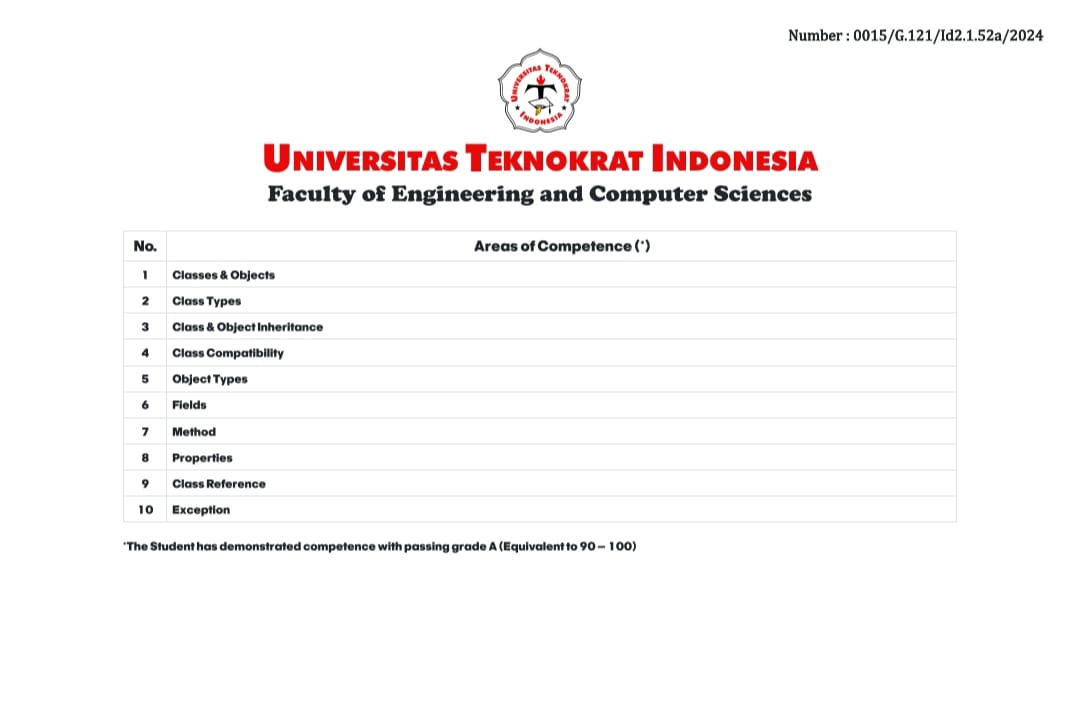 Number : 0015/G.121/Id2.1.52a/2024
UNIVERSITAS TEKNOKRAT INDONESIA
UNIVERSITAS TEKNOKRAT INDONESIA
Faculty of Engineering and Computer Sciences
No. Areas of Competence (*)
1 Classes & Objects
2 Class Types
3 Class & Object Inheritance
4 Class Compatibility
5 Object Types
6 Fields
7 Method
8 Properties
9 Class Reference
10 Exception
*The Student has demonstrated competence with passing grade A (Equivalent to 90 – 100)